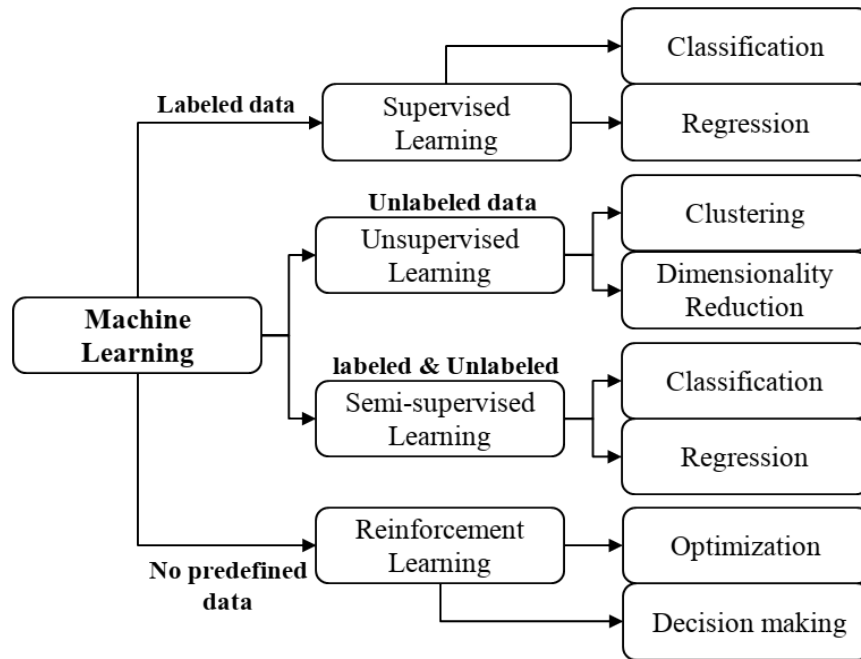 Classification
Labeled data
Supervised
Learning
Regression
Unlabeled data
Unsupervised
Learning
Clustering
Dimensionality
Reduction
Machine
Learning
labeled & Unlabeled
Semi-supervised
Learning
Classification
Regression
Reinforcement
Learning
Optimization
No predefined
data
Decision making